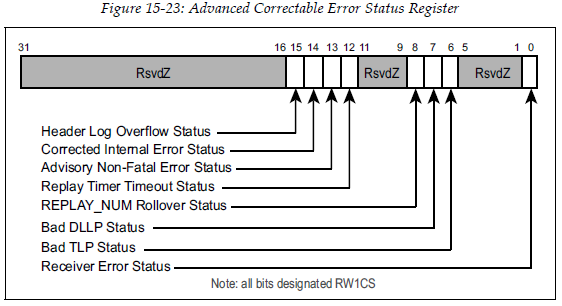 Figure 15-23: Advanced Correctable Error Status Register
31 16 15 14 13 12 11 9 8 7 6 5 1 0
RsvdZ RsvdZ RsvdZ
Header Log Overflow Status
Corrected Internal Error Status
Advisory Non-Fatal Error Status
Replay Timer Timeout Status
REPLAY_NUM Rollover Status
Bad DLLP Status
Bad TLP Status
Receiver Error Status
Note: all bits designated RW1CS